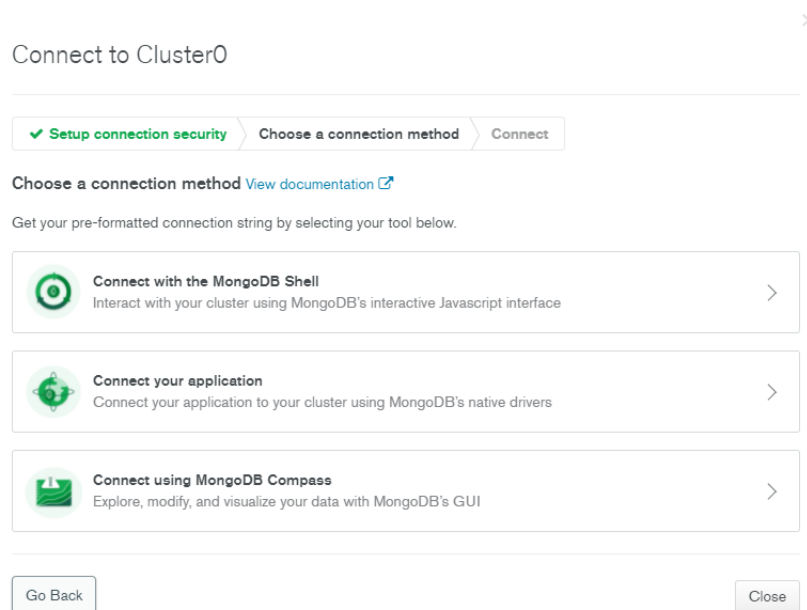 Connect to Cluster0
✔ Setup connection security Choose a connection method Connect
Choose a connection method View documentation
Get your pre-formatted connection string by selecting your tool below.
Connect with the MongoDB Shell
Interact with your cluster using MongoDB's interactive Javascript interface
Connect your application
Connect your application to your cluster using MongoDB's native drivers
Connect using MongoDB Compass
Explore, modify, and visualize your data with MongoDB's GUI
Go Back Close